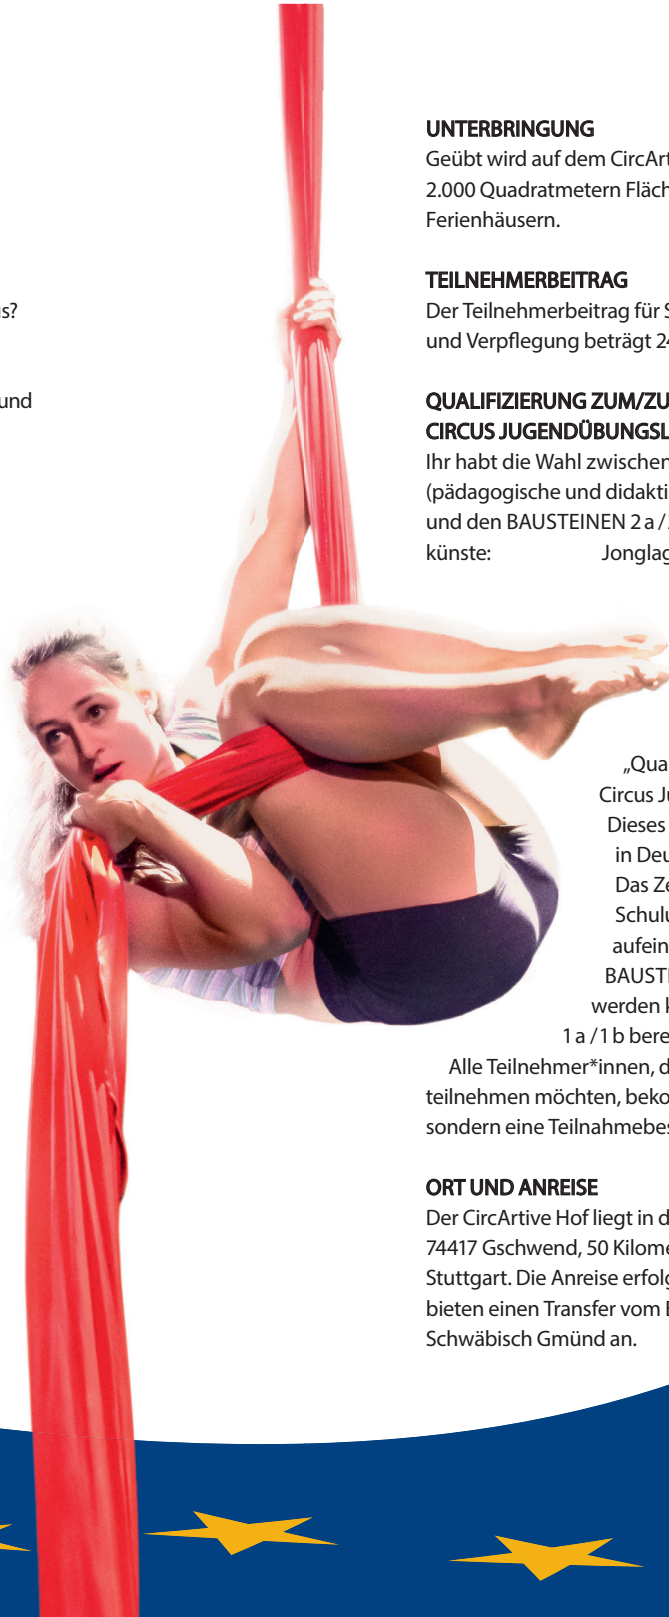 s?
und
UNTERBRINGUNG
Geübt wird auf dem CircArt
2.000 Quadratmetern Fläch
Ferienhäusern.
TEILNEHMERBEITRAG
Der Teilnehmerbeitrag für S
und Verpflegung beträgt 24
QUALIFIZIERUNG ZUM/ZU
CIRCUS JUGENDÜBUNGSL
Ihr habt die Wahl zwischen
(pädagogische und didakti
und den BAUSTEINEN 2 a /
künste: Jonglag
„Qua
Circus Ju
Dieses
in Deu
Das Ze
Schulu
aufein
BAUSTE
werden k
1 a / 1 b bere
Alle Teilnehmer*innen, d
teilnehmen möchten, beko
sondern eine Teilnahmebes
ORT UND ANREISE
Der CircArtive Hof liegt in d
74417 Gschwend, 50 Kilome
Stuttgart. Die Anreise erfolg
bieten einen Transfer vom B
Schwäbisch Gmünd an.